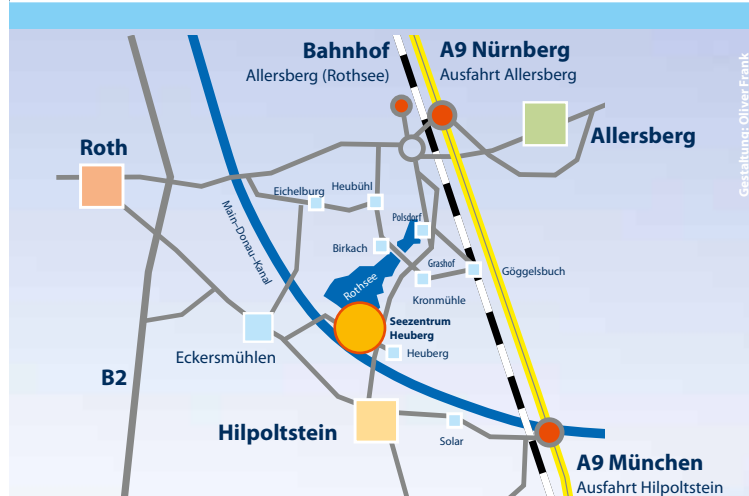 Bahnhof
Allersberg (Rothsee)
A9 Nürnberg
Ausfahrt Allersberg
Gestaltung: Oliver Frank
Roth
Allersberg
Eichelburg
Heubühl
Polsdorf
Main-Donau-Kanal
Birkach
Grashof
Göggelsbuch
Rothsee
Kronmühle
Seezentrum
Heuberg
Heuberg
Eckersmühlen
B2
Hilpoltstein
Solar
A9 München
Ausfahrt Hilpoltstein